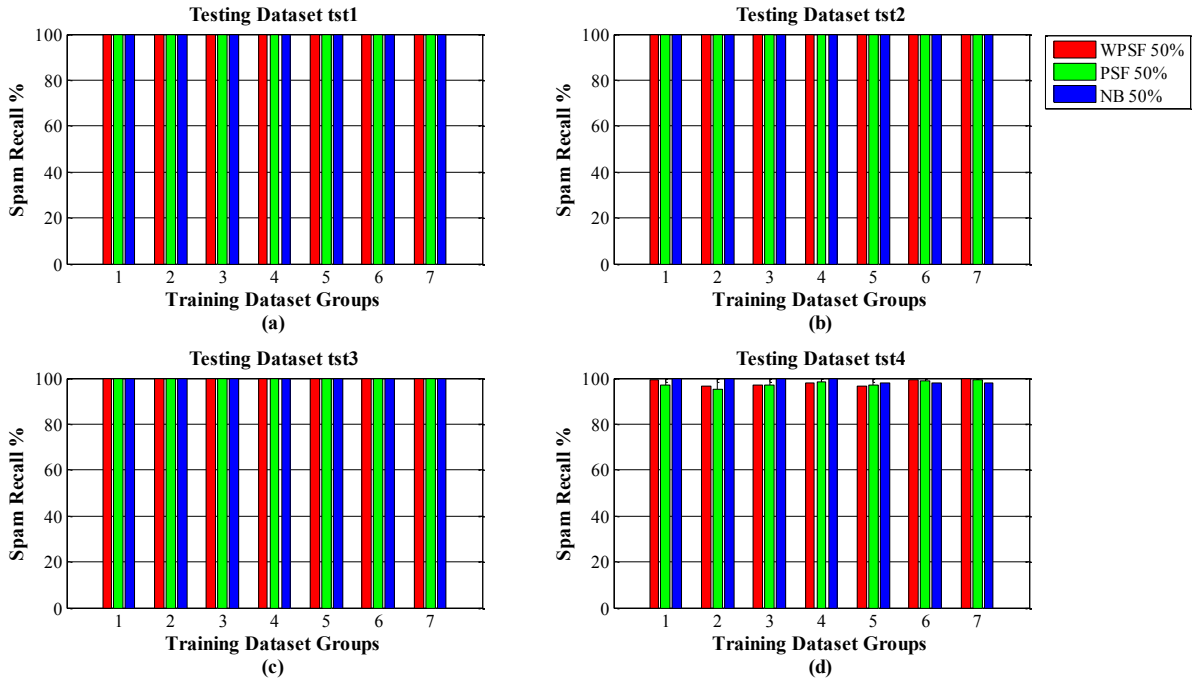 Testing Dataset tst1
100
80
60
40
20
0
Spam Recall %
1 2 3 4 5 6 7
Training Dataset Groups
(a)
Testing Dataset tst2
100
80
60
40
20
0
Spam Recall %
1 2 3 4 5 6 7
Training Dataset Groups
(b)
WPSF 50%
PSF 50%
NB 50%
Testing Dataset tst3
100
80
60
40
20
0
Spam Recall %
1 2 3 4 5 6 7
Training Dataset Groups
(c)
Testing Dataset tst4
100
80
60
40
20
0
Spam Recall %
1 2 3 4 5 6 7
Training Dataset Groups
(d)